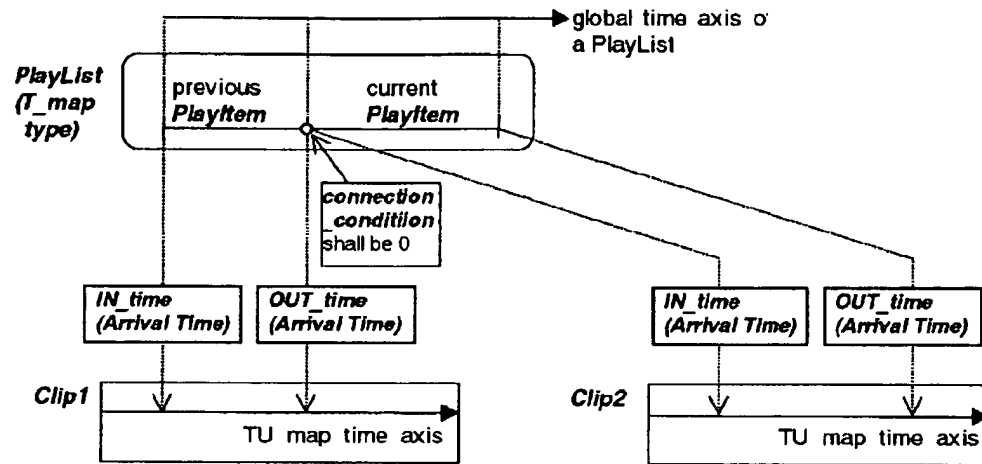 global time axis o
a PlayList
PlayList
(T_map
type)
previous
PlayItem
current
PlayItem
connection
_conditiion
shall be 0
IN_time
(Arrival Time)
OUT_time
(Arrival Time)
IN_time
(Arrival Time)
OUT_time
(Arrival Time)
Clip1
TU map time axis
Clip2
TU map time axis